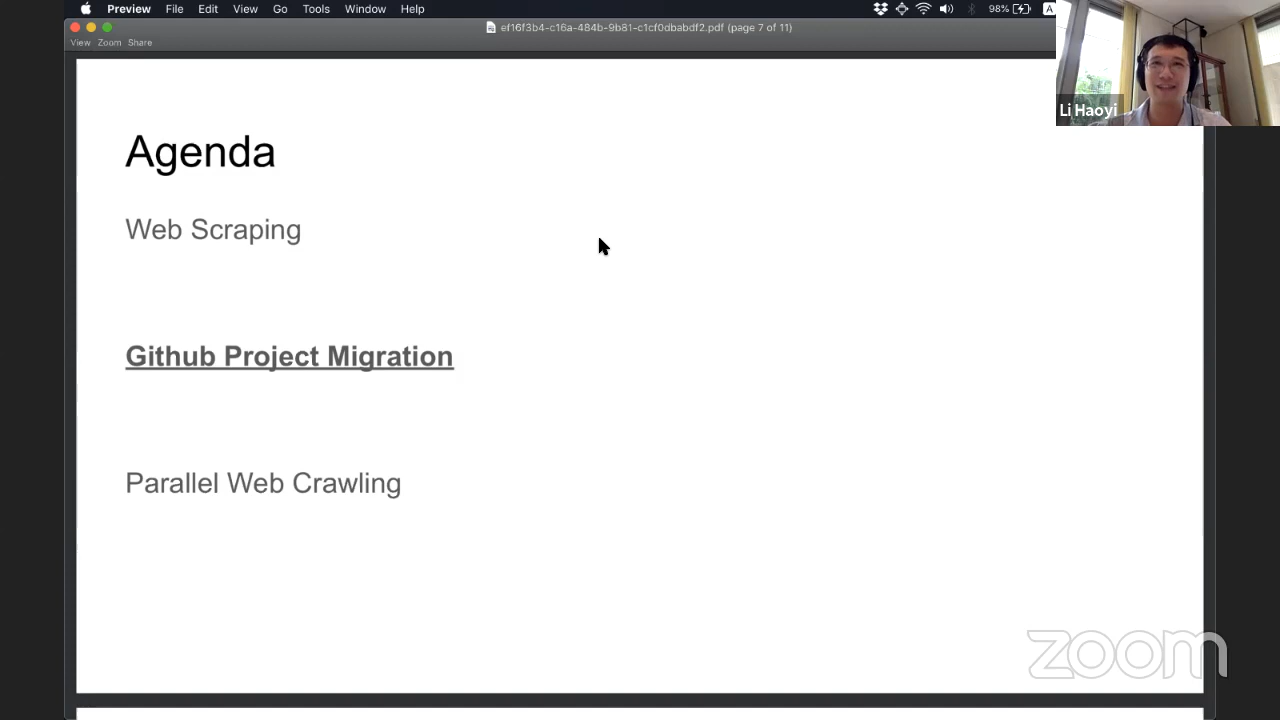 Preview File Edit View Go Tools Window Help 98% A
ef16f3b4-c16a-484b-9b81-c1cf0dbabdf2.pdf (page 7 of 11)
View Zoom Share
Li Haoyi
Agenda
Web Scraping
Github Project Migration
Parallel Web Crawling
zoom